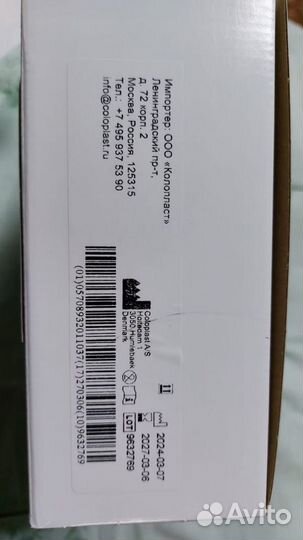 Импортер: ООО «Колопласт»
Ленинградский пр-т,
д. 72 корп. 2
Москва, Россия, 125315
Тел.: +7 495 937 53 90
info@coloplast.ru
Coloplast A/S
Holtedam 1
3050 Humlebaek
Denmark
2024-03-07
2027-03-06
LOT 9632769
(01)05708932011037(17)270306(10)9632769
Avito